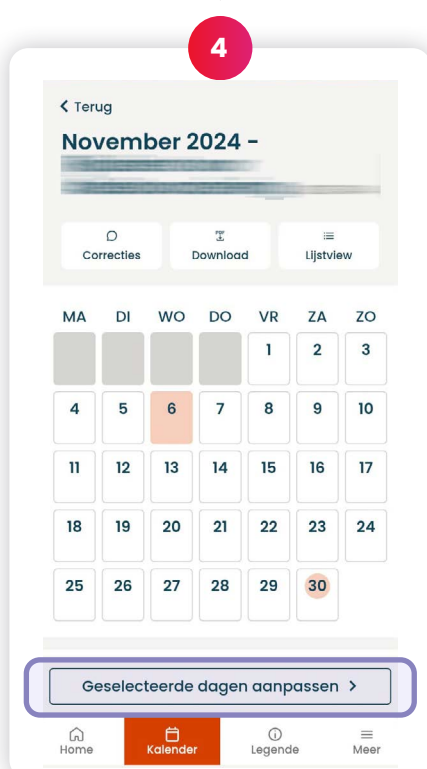 4
Terug
November 2024 -
Correcties Download Lijstview
MA DI WO DO VR ZA ZO
1 2 3
4 5 6 7 8 9 10
11 12 13 14 15 16 17
18 19 20 21 22 23 24
25 26 27 28 29 30
Geselecteerde dagen aanpassen
Home Kalender Legende Meer